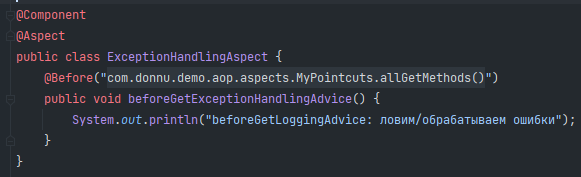 @Component
@Aspect
public class ExceptionHandlingAspect {
@Before("com.donnu.demo.aop.aspects.MyPointcuts.allGetMethods()")
public void beforeGetExceptionHandlingAdvice() {
System.out.println("beforeGetLoggingAdvice: ловим/обрабатываем ошибки");
}
}